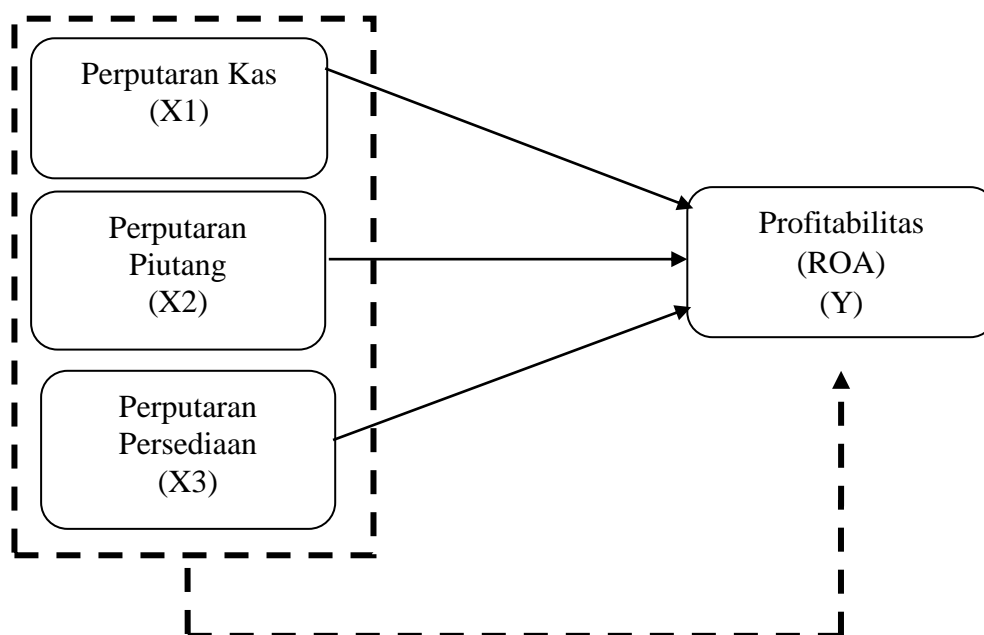 Perputaran Kas
(X1)
Perputaran
Piutang
(X2)
Perputaran
Persediaan
(X3)
Profitabilitas
(ROA)
(Y)